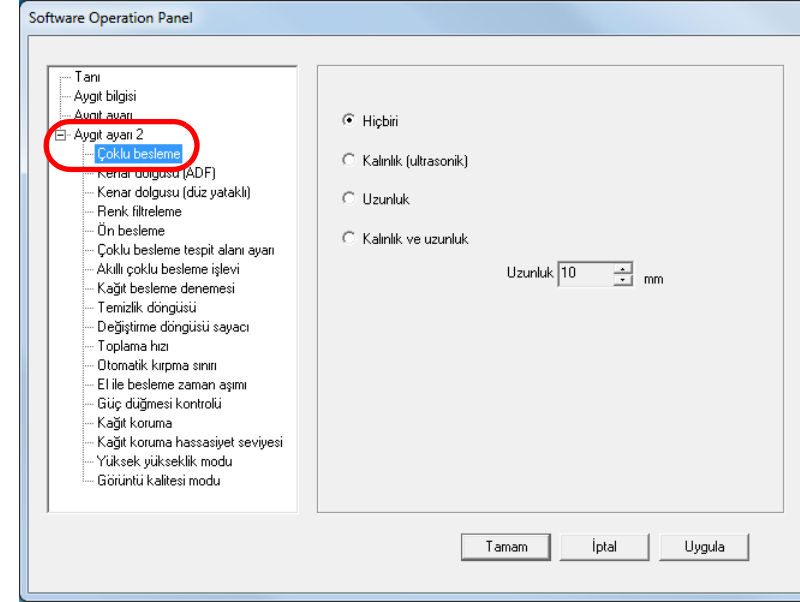 Software Operation Panel
Tanı
Aygıt bilgisi
Aygıt ayarı
Aygıt ayarı 2
Çoklu besleme
Kenar dolgusu (ADF)
Kenar dolgusu (düz yataklı)
Renk filtreleme
Ön besleme
Çoklu besleme tespit alanı ayarı
Akıllı çoklu besleme işlevi
Kağıt besleme denemesi
Temizlik döngüsü
Değiştirme döngüsü sayacı
Toplama hızı
Otomatik kırpma sınırı
El ile besleme zaman aşımı
Güç düğmesi kontrolü
Kağıt koruma
Kağıt koruma hassasiyet seviyesi
Yüksek yükseklik modu
Görüntü kalitesi modu
Hiçbiri
Kalınlık (ultrasonik)
Uzunluk
Kalınlık ve uzunluk
Uzunluk 10 mm
Tamam İptal Uygula